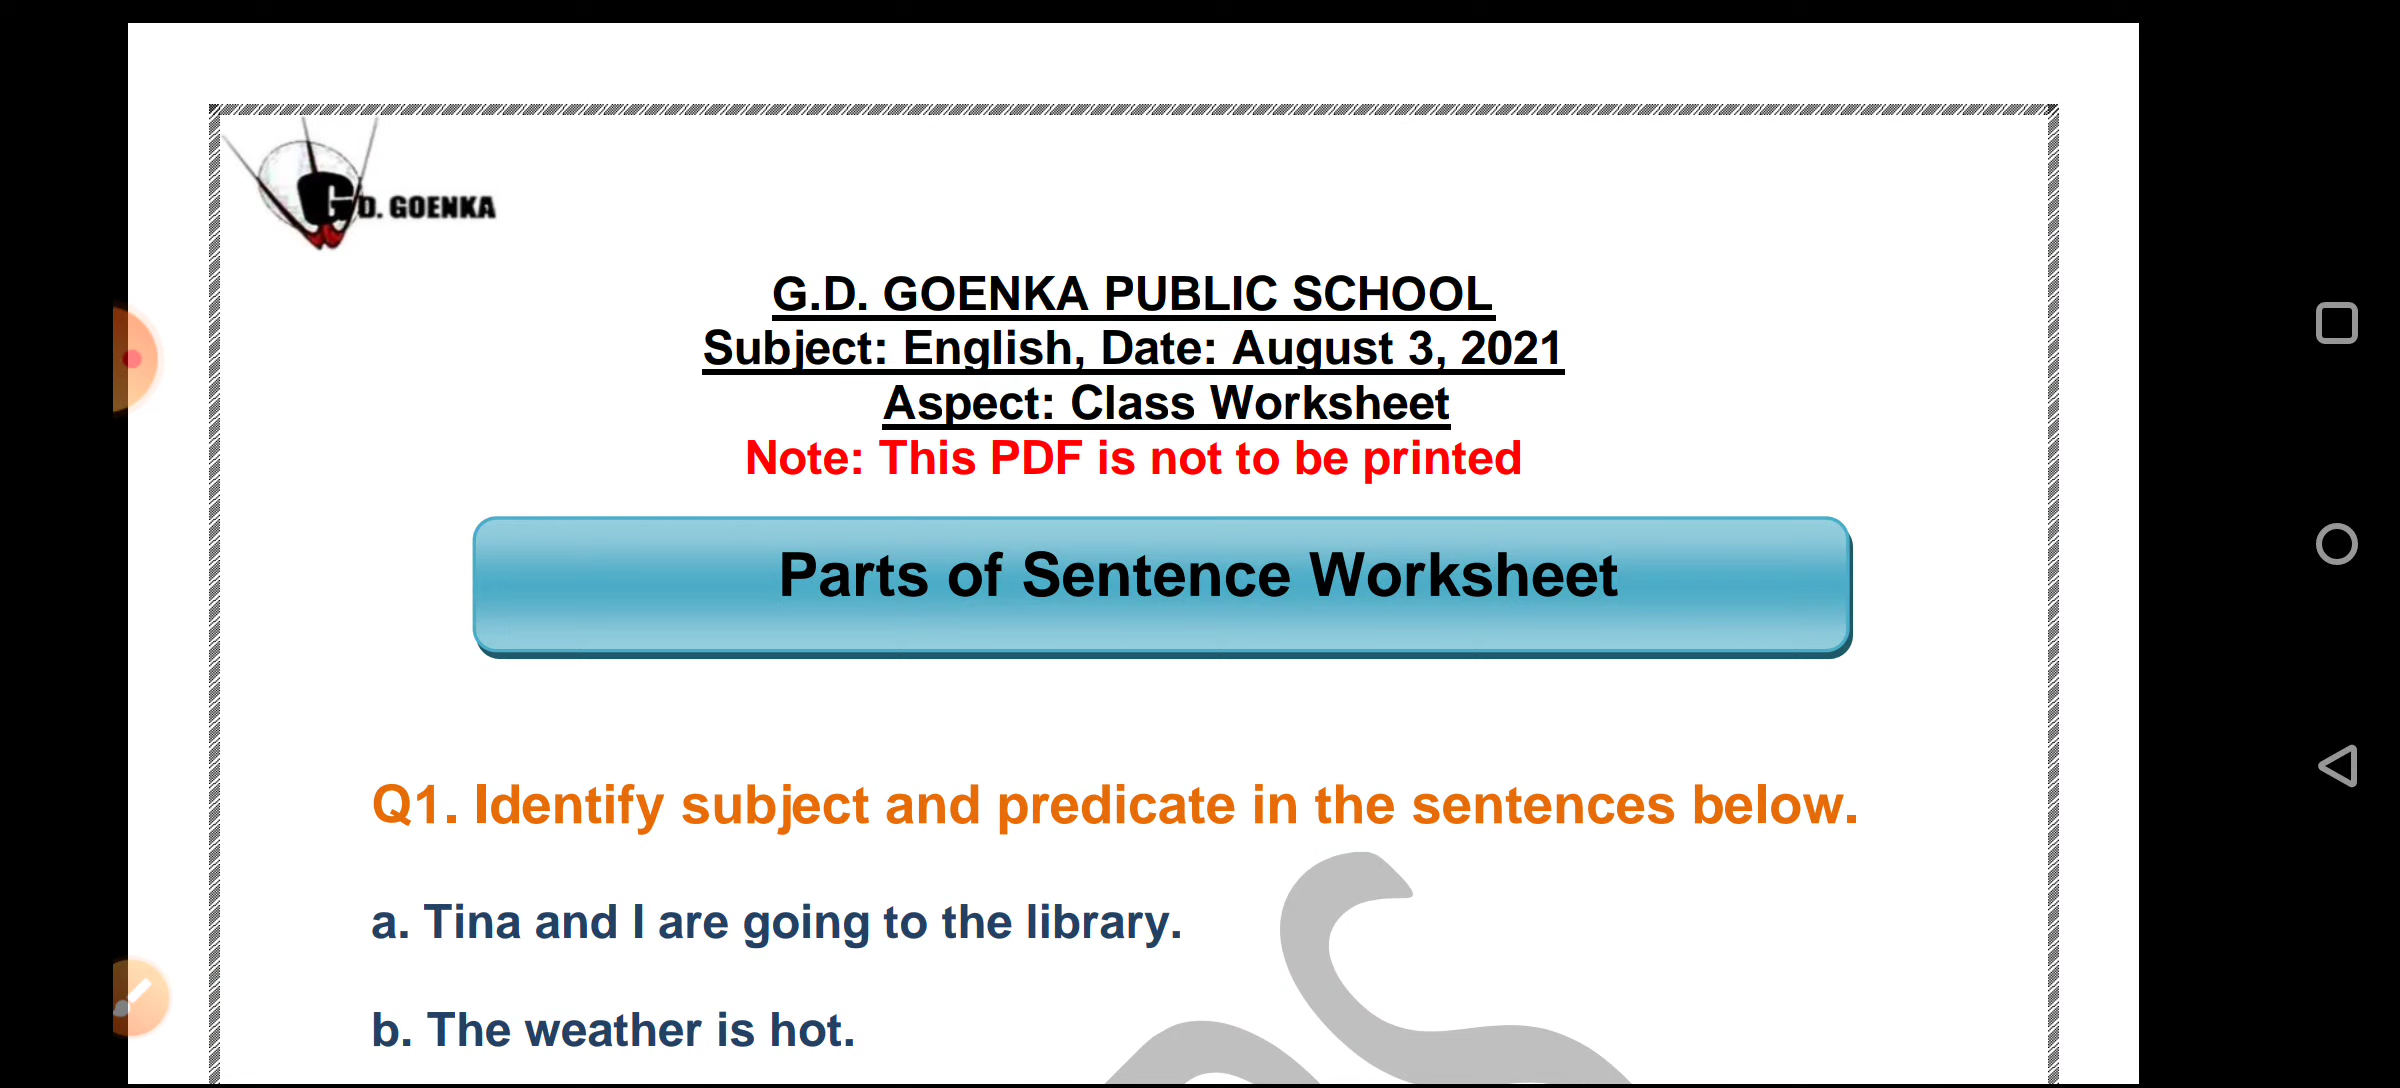 G D. GOENKA
G.D. GOENKA PUBLIC SCHOOL
Subject: English, Date: August 3, 2021
Aspect: Class Worksheet
Note: This PDF is not to be printed
Parts of Sentence Worksheet
Q1. Identify subject and predicate in the sentences below.
a. Tina and I are going to the library.
b. The weather is hot.